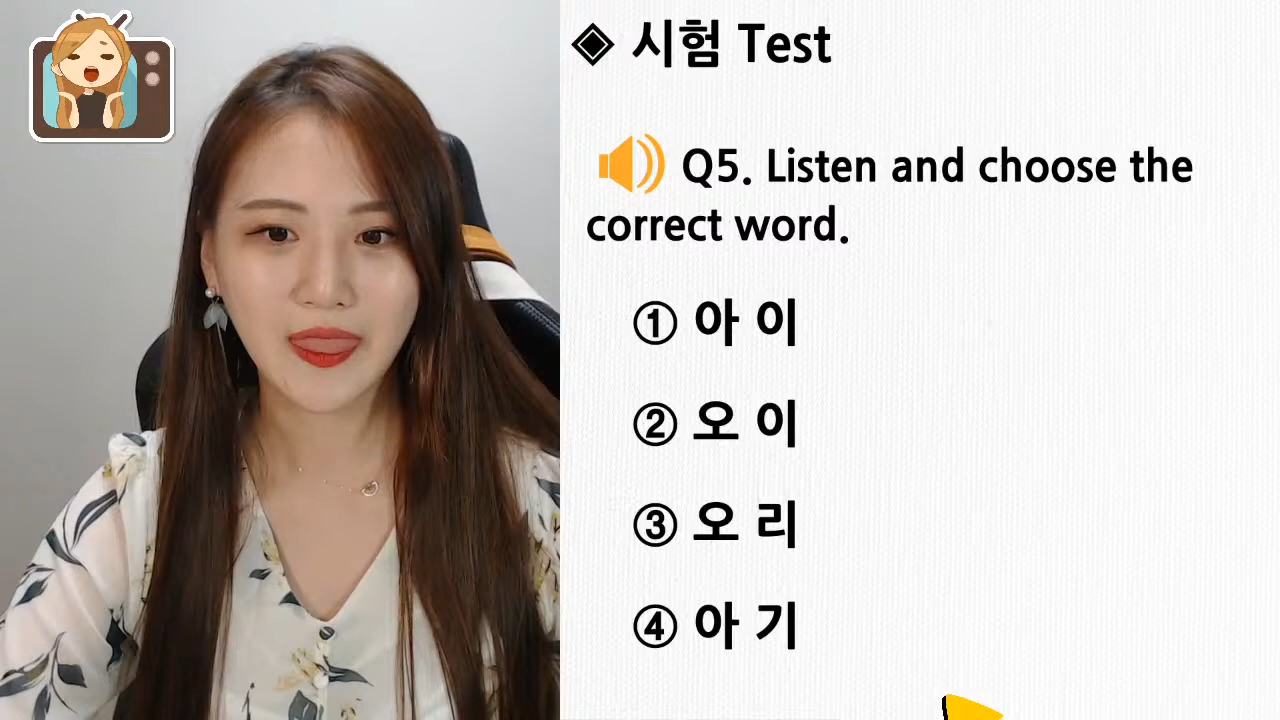 ◈ 시험 Test
Q5. Listen and choose the
correct word.
① 아 이
② 오 이
③ 오 리
④ 아 기